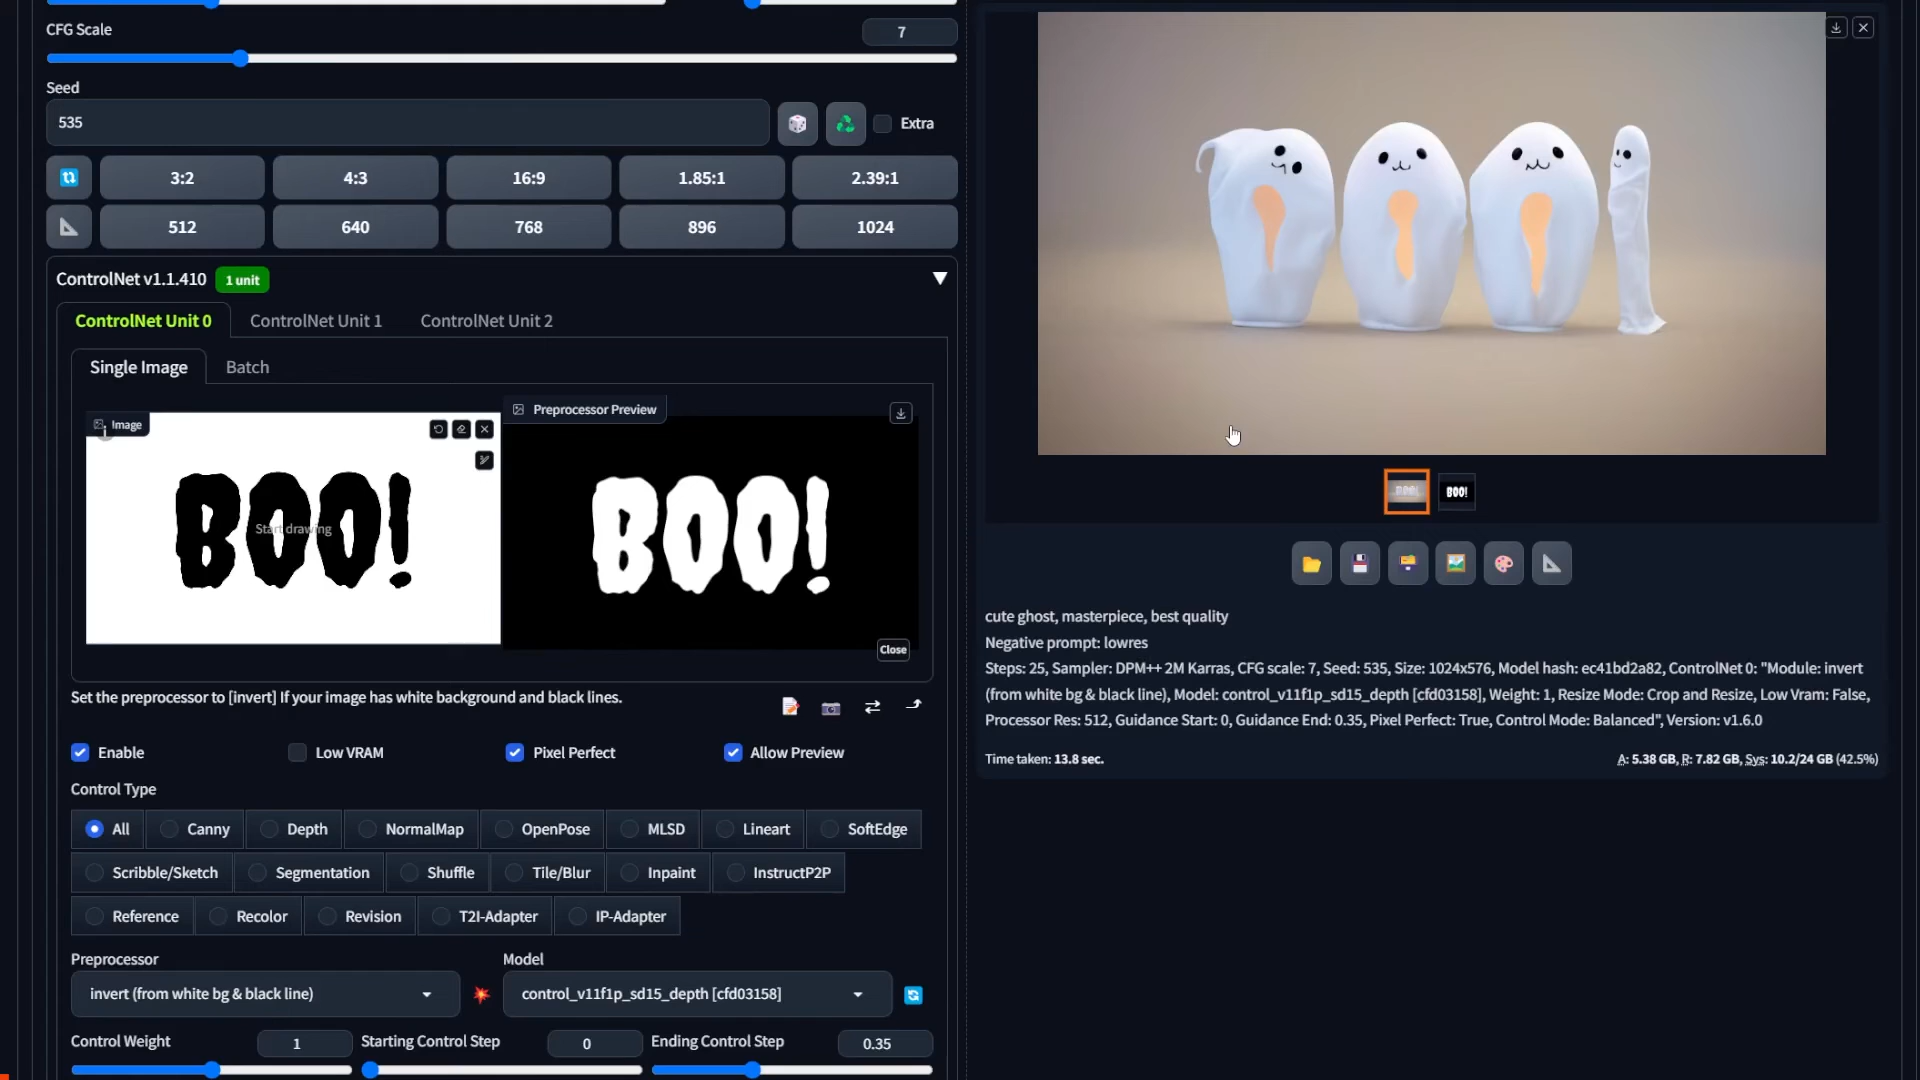 CFG Scale
7
Seed
535
Extra
3:2
4:3
16:9
1.85:1
2.39:1
512
640
768
896
1024
ControlNet v1.1.410
1 unit
ControlNet Unit 0
ControlNet Unit 1
ControlNet Unit 2
Single Image
Batch
Image
BOO!
Start drawing
Preprocessor Preview
BOO!
Close
Set the preprocessor to [invert] If your image has white background and black lines.
Enable
Low VRAM
Pixel Perfect
Allow Preview
Control Type
All
Canny
Depth
NormalMap
OpenPose
MLSD
Lineart
SoftEdge
Scribble/Sketch
Segmentation
Shuffle
Tile/Blur
Inpaint
InstructP2P
Reference
Recolor
Revision
T2I-Adapter
IP-Adapter
Preprocessor
invert (from white bg & black line)
Model
control_v11f1p_sd15_depth [cfd03158]
Control Weight
1
Starting Control Step
0
Ending Control Step
0.35
BOO!
BOO!
cute ghost, masterpiece, best quality
Negative prompt: lowres
Steps: 25, Sampler: DPM++ 2M Karras, CFG scale: 7, Seed: 535, Size: 1024x576, Model hash: ec41bd2a82, ControlNet 0: "Module: invert
(from white bg & black line), Model: control_v11f1p_sd15_depth [cfd03158], Weight: 1, Resize Mode: Crop and Resize, Low Vram: False,
Processor Res: 512, Guidance Start: 0, Guidance End: 0.35, Pixel Perfect: True, Control Mode: Balanced", Version: v1.6.0
Time taken: 13.8 sec.
A: 5.38 GB, R: 7.82 GB, Sys: 10.2/24 GB (42.5%)